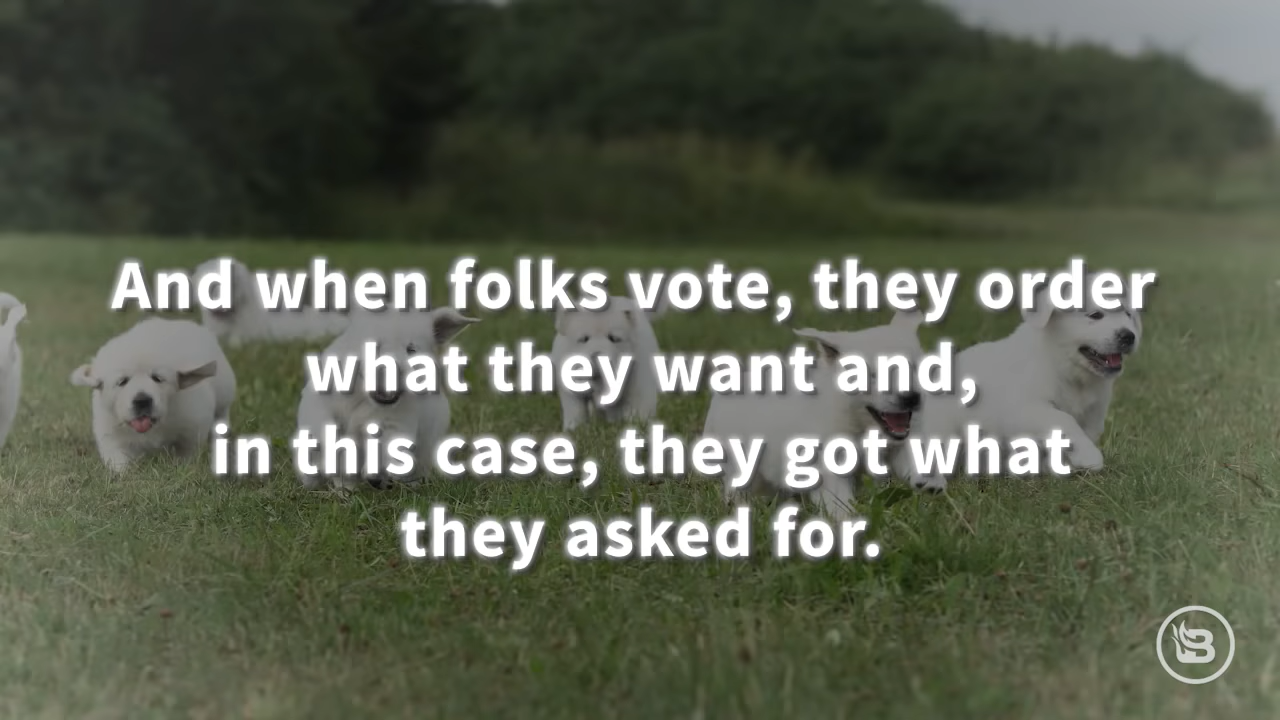 And when folks vote, they order
what they want and,
in this case, they got what
they asked for.
B